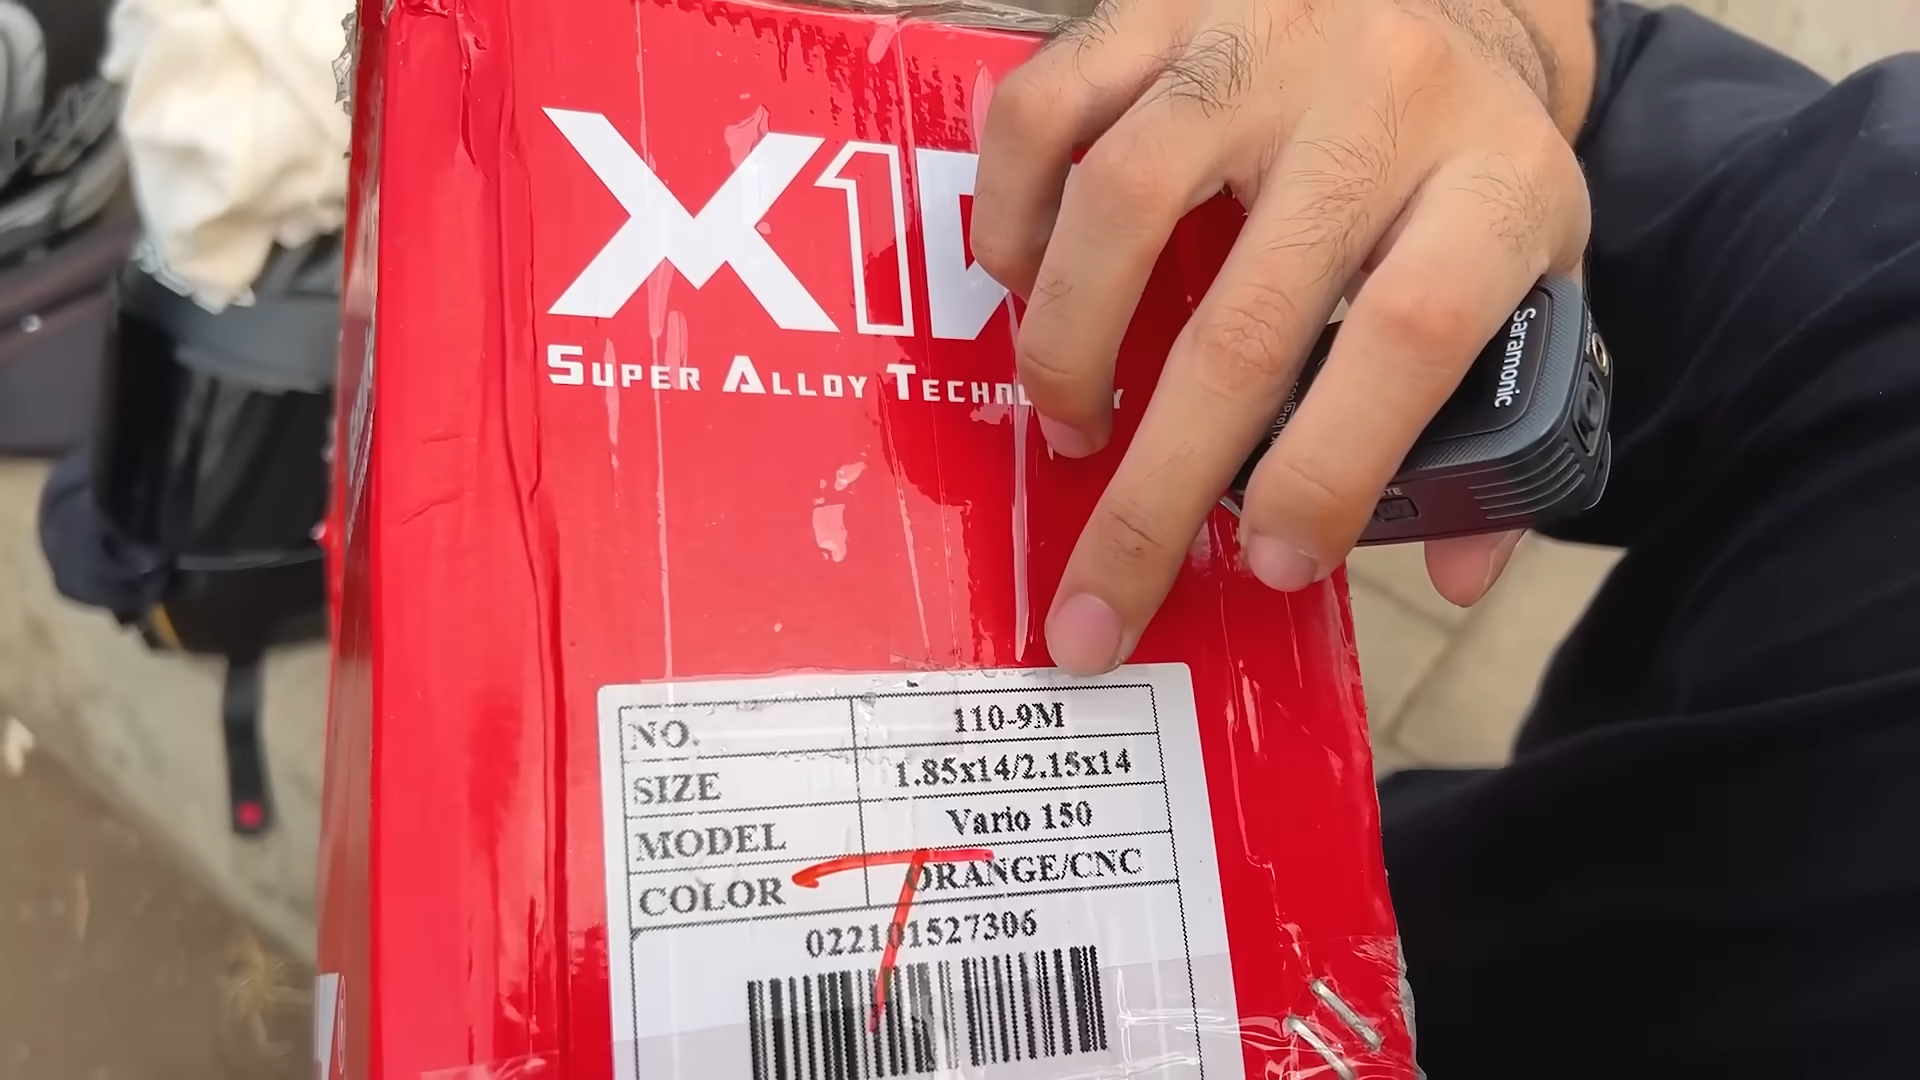 X1
SUPER ALLOY
Saramonic
NO. 110-9M
SIZE 1.85x14/2.15x14
MODEL Vario 150
COLOR ORANGE/CNC
022101527306